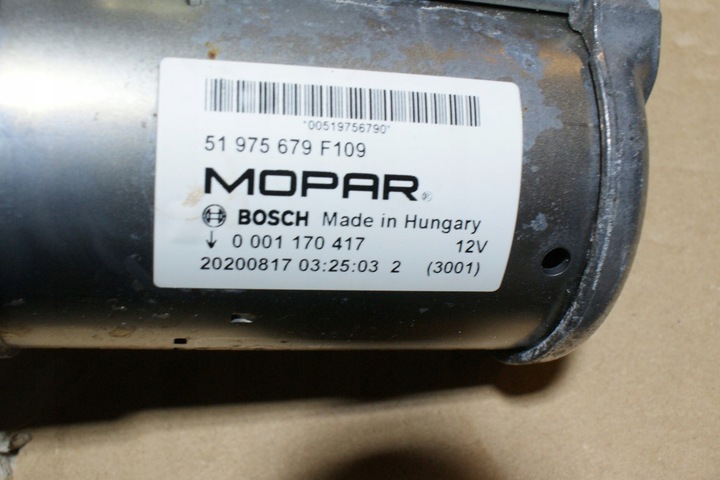 *00519756790*
51 975 679 F109
MOPAR®
BOSCH Made in Hungary
↓ 0 001 170 417 12V
20200817 03:25:03 2 (3001)